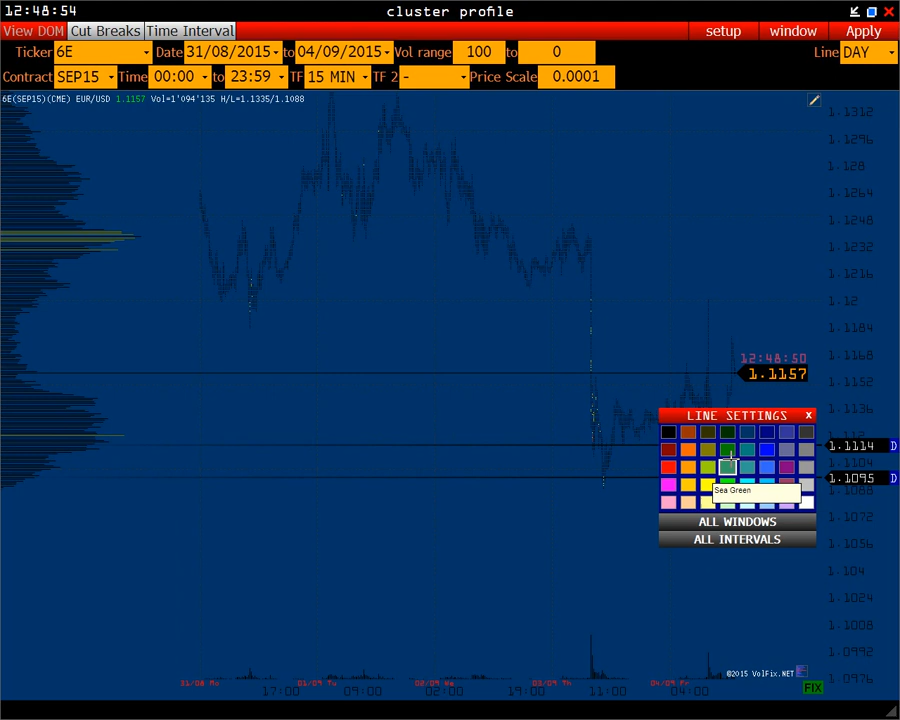 12:48:54 cluster profile
View DOM Cut Breaks Time Interval setup window Apply
Ticker 6E Date 31/08/2015 to 04/09/2015 Vol range 100 to 0 Line DAY
Contract SEP15 Time 00:00 to 23:59 TF 15 MIN TF 2 - Price Scale 0.0001
6E(SEP15)(CME) EUR/USD 1.1157 Vol=1'094'135 H/L=1.1335/1.1088
1.1312
1.1296
1.128
1.1264
1.1248
1.1232
1.1216
1.12
1.1184
1.1168
12:48:50
1.1157
1.1152
1.1136
LINE SETTINGS x
1.112
1.1114 D
1.1104
1.1095 D
1.1088
Sea Green
1.1072
ALL WINDOWS
ALL INTERVALS
1.1056
1.104
1.1024
1.1008
1.0992
©2015 VolFix.NET
1.0976
31/08 Mo 01/09 Tu 02/09 We 03/09 Th 04/09 Fr
17:00 09:00 02:00 19:00 11:00 04:00
FIX